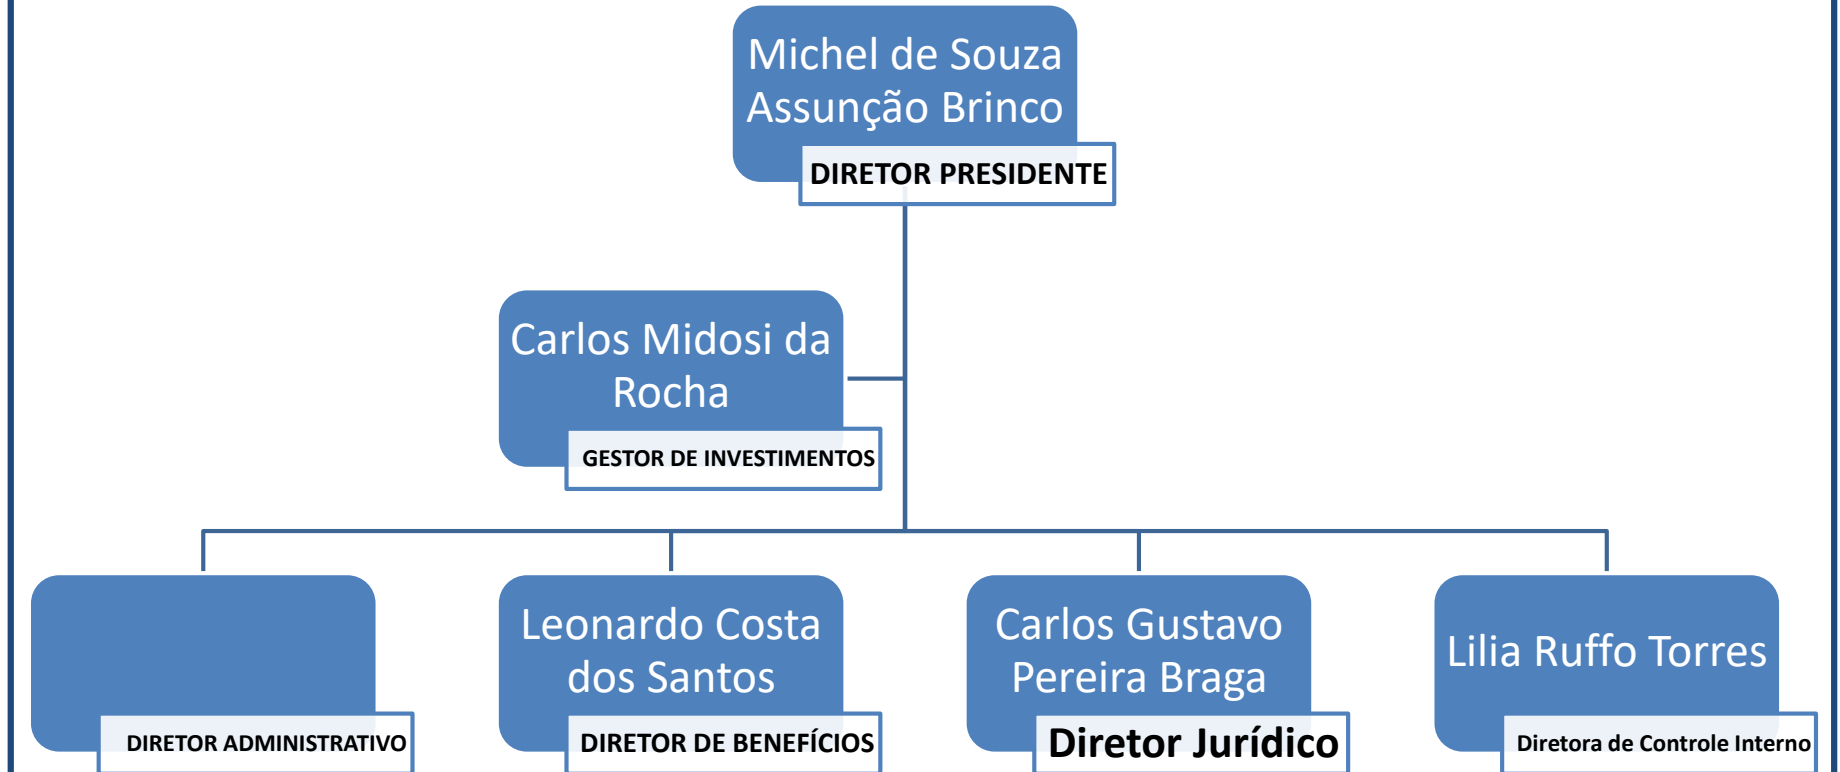 Michel de Souza
Assunção Brinco
DIRETOR PRESIDENTE
Carlos Midosi da
Rocha
GESTOR DE INVESTIMENTOS
DIRETOR ADMINISTRATIVO
Leonardo Costa
dos Santos
DIRETOR DE BENEFÍCIOS
Carlos Gustavo
Pereira Braga
Diretor Jurídico
Lilia Ruffo Torres
Diretora de Controle Interno